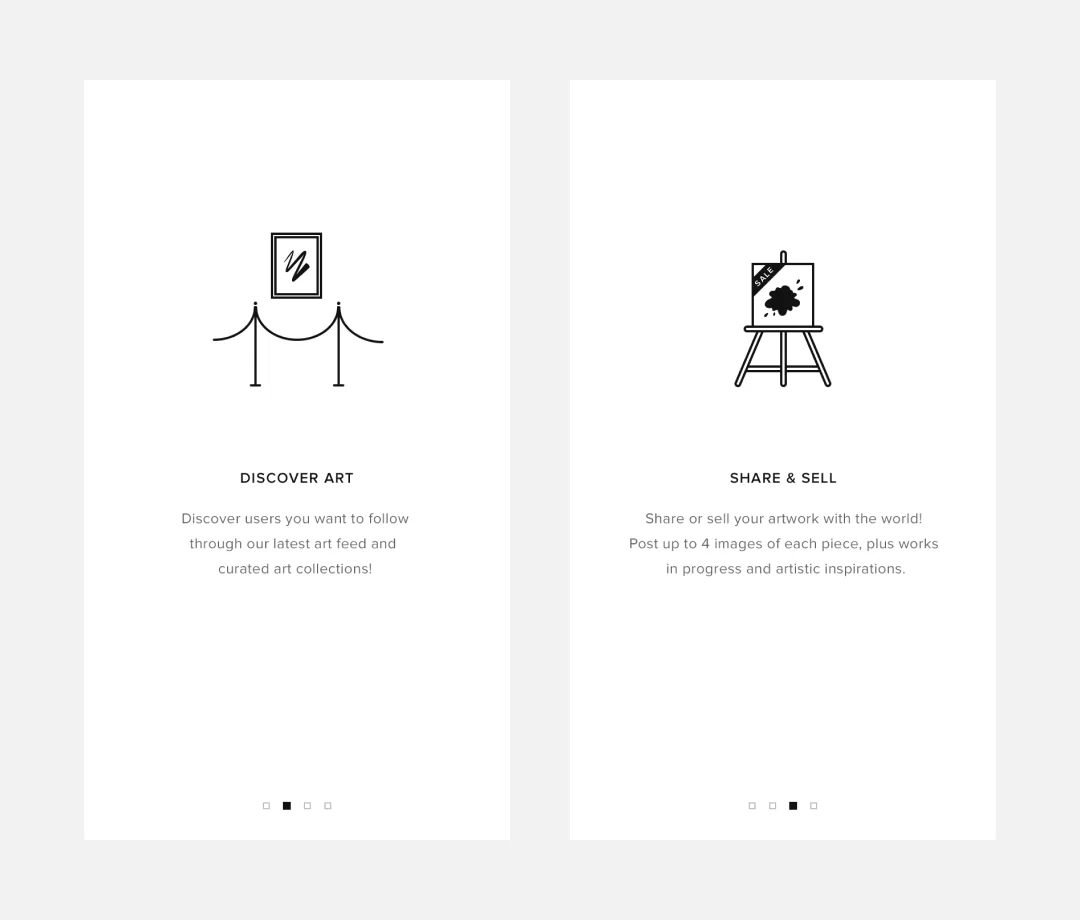 DISCOVER ART
Discover users you want to follow
through our latest art feed and
curated art collections!
SALE
SHARE & SELL
Share or sell your artwork with the world!
Post up to 4 images of each piece, plus works
in progress and artistic inspirations.